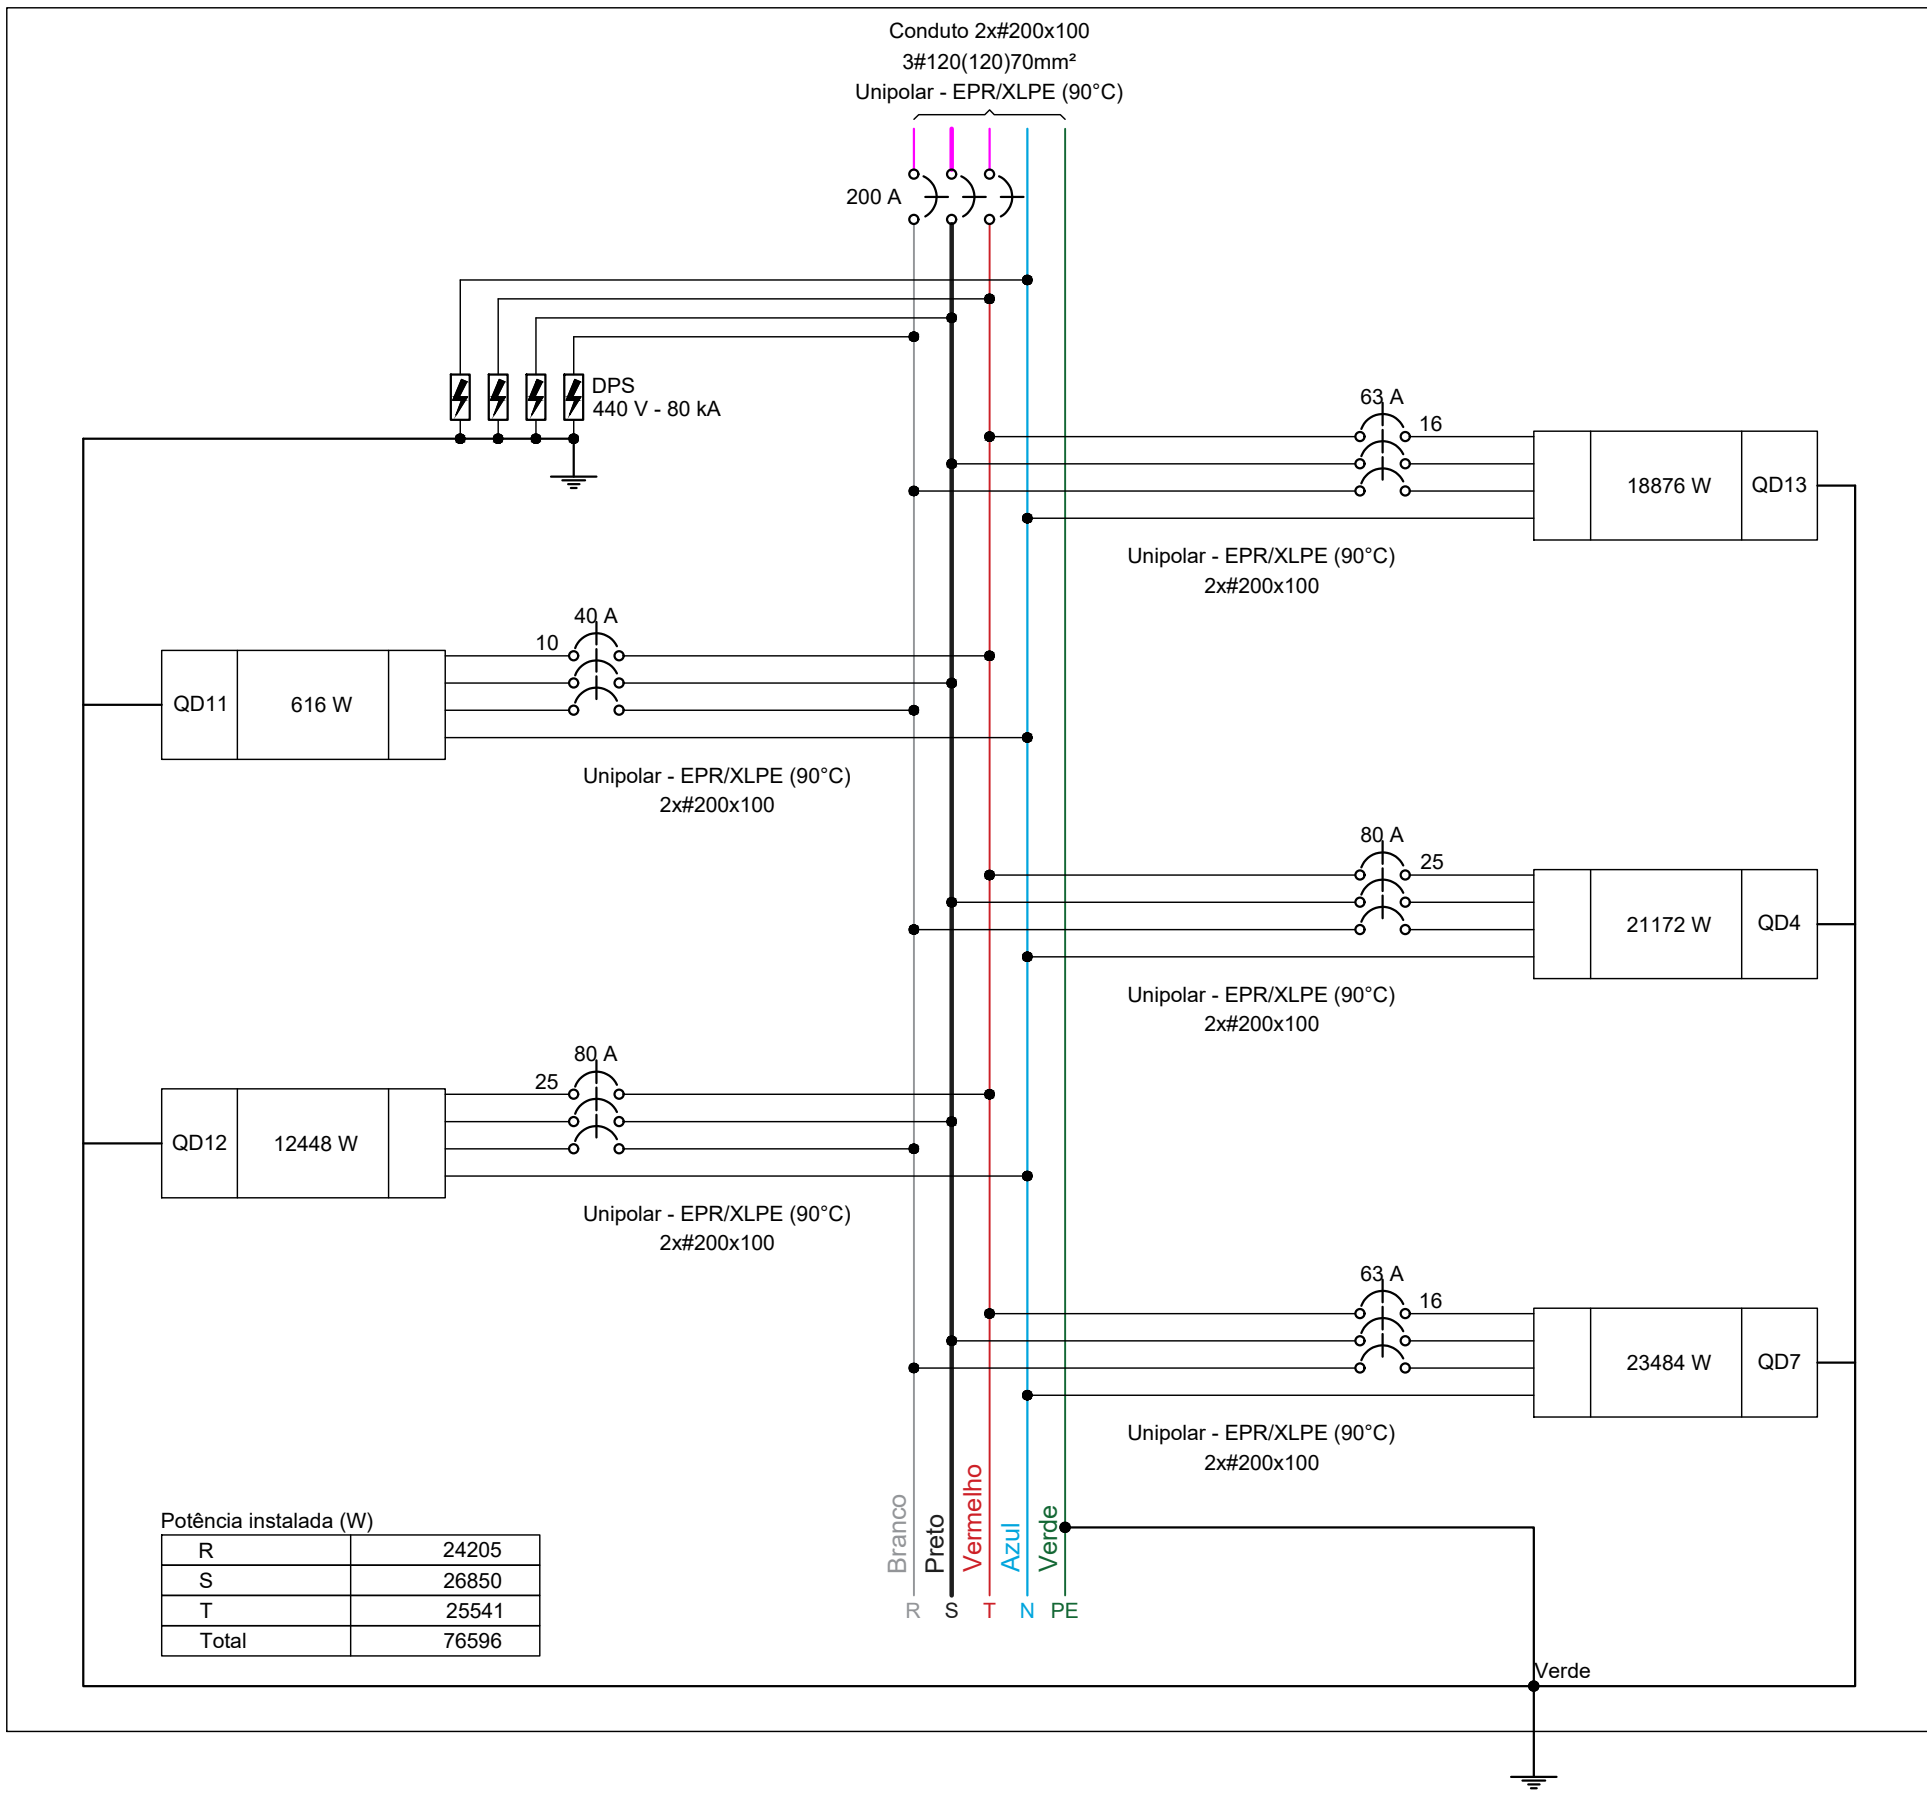 Conduto 2x#200x100
3#120(120)70mm²
Unipolar - EPR/XLPE (90°C)
200 A
DPS
440 V - 80 kA
63 A
16
18876 W
QD13
Unipolar - EPR/XLPE (90°C)
2x#200x100
40 A
10
QD11
616 W
Unipolar - EPR/XLPE (90°C)
2x#200x100
80 A
25
21172 W
QD4
Unipolar - EPR/XLPE (90°C)
2x#200x100
80 A
25
QD12
12448 W
Unipolar - EPR/XLPE (90°C)
2x#200x100
63 A
16
23484 W
QD7
Unipolar - EPR/XLPE (90°C)
2x#200x100
Branco
Preto
Vermelho
Azul
Verde
R S T N PE
Potência instalada (W)
R 24205
S 26850
T 25541
Total 76596
Verde